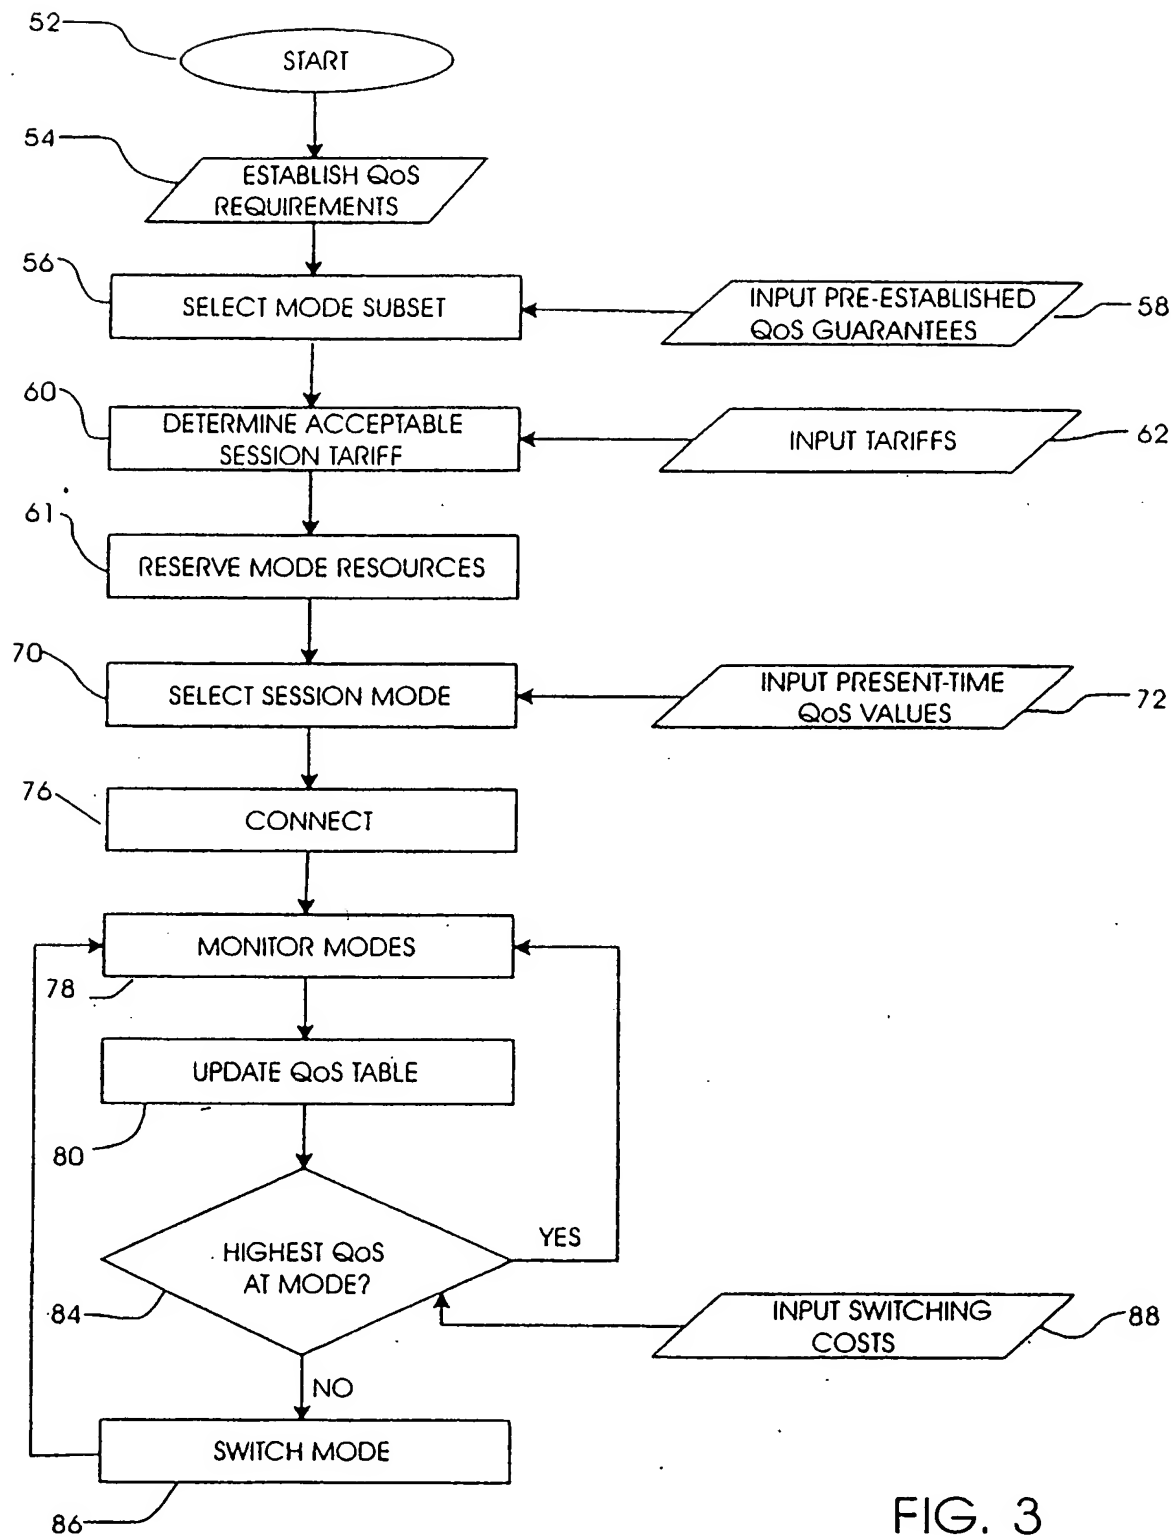 52
START
54
ESTABLISH QoS
REQUIREMENTS
56
SELECT MODE SUBSET
INPUT PRE-ESTABLISHED
QoS GUARANTEES
58
60
DETERMINE ACCEPTABLE
SESSION TARIFF
INPUT TARIFFS
62
61
RESERVE MODE RESOURCES
70
SELECT SESSION MODE
INPUT PRESENT-TIME
QoS VALUES
72
76
CONNECT
MONITOR MODES
78
UPDATE QoS TABLE
80
YES
HIGHEST QoS
AT MODE?
84
INPUT SWITCHING
COSTS
88
NO
SWITCH MODE
86
FIG. 3